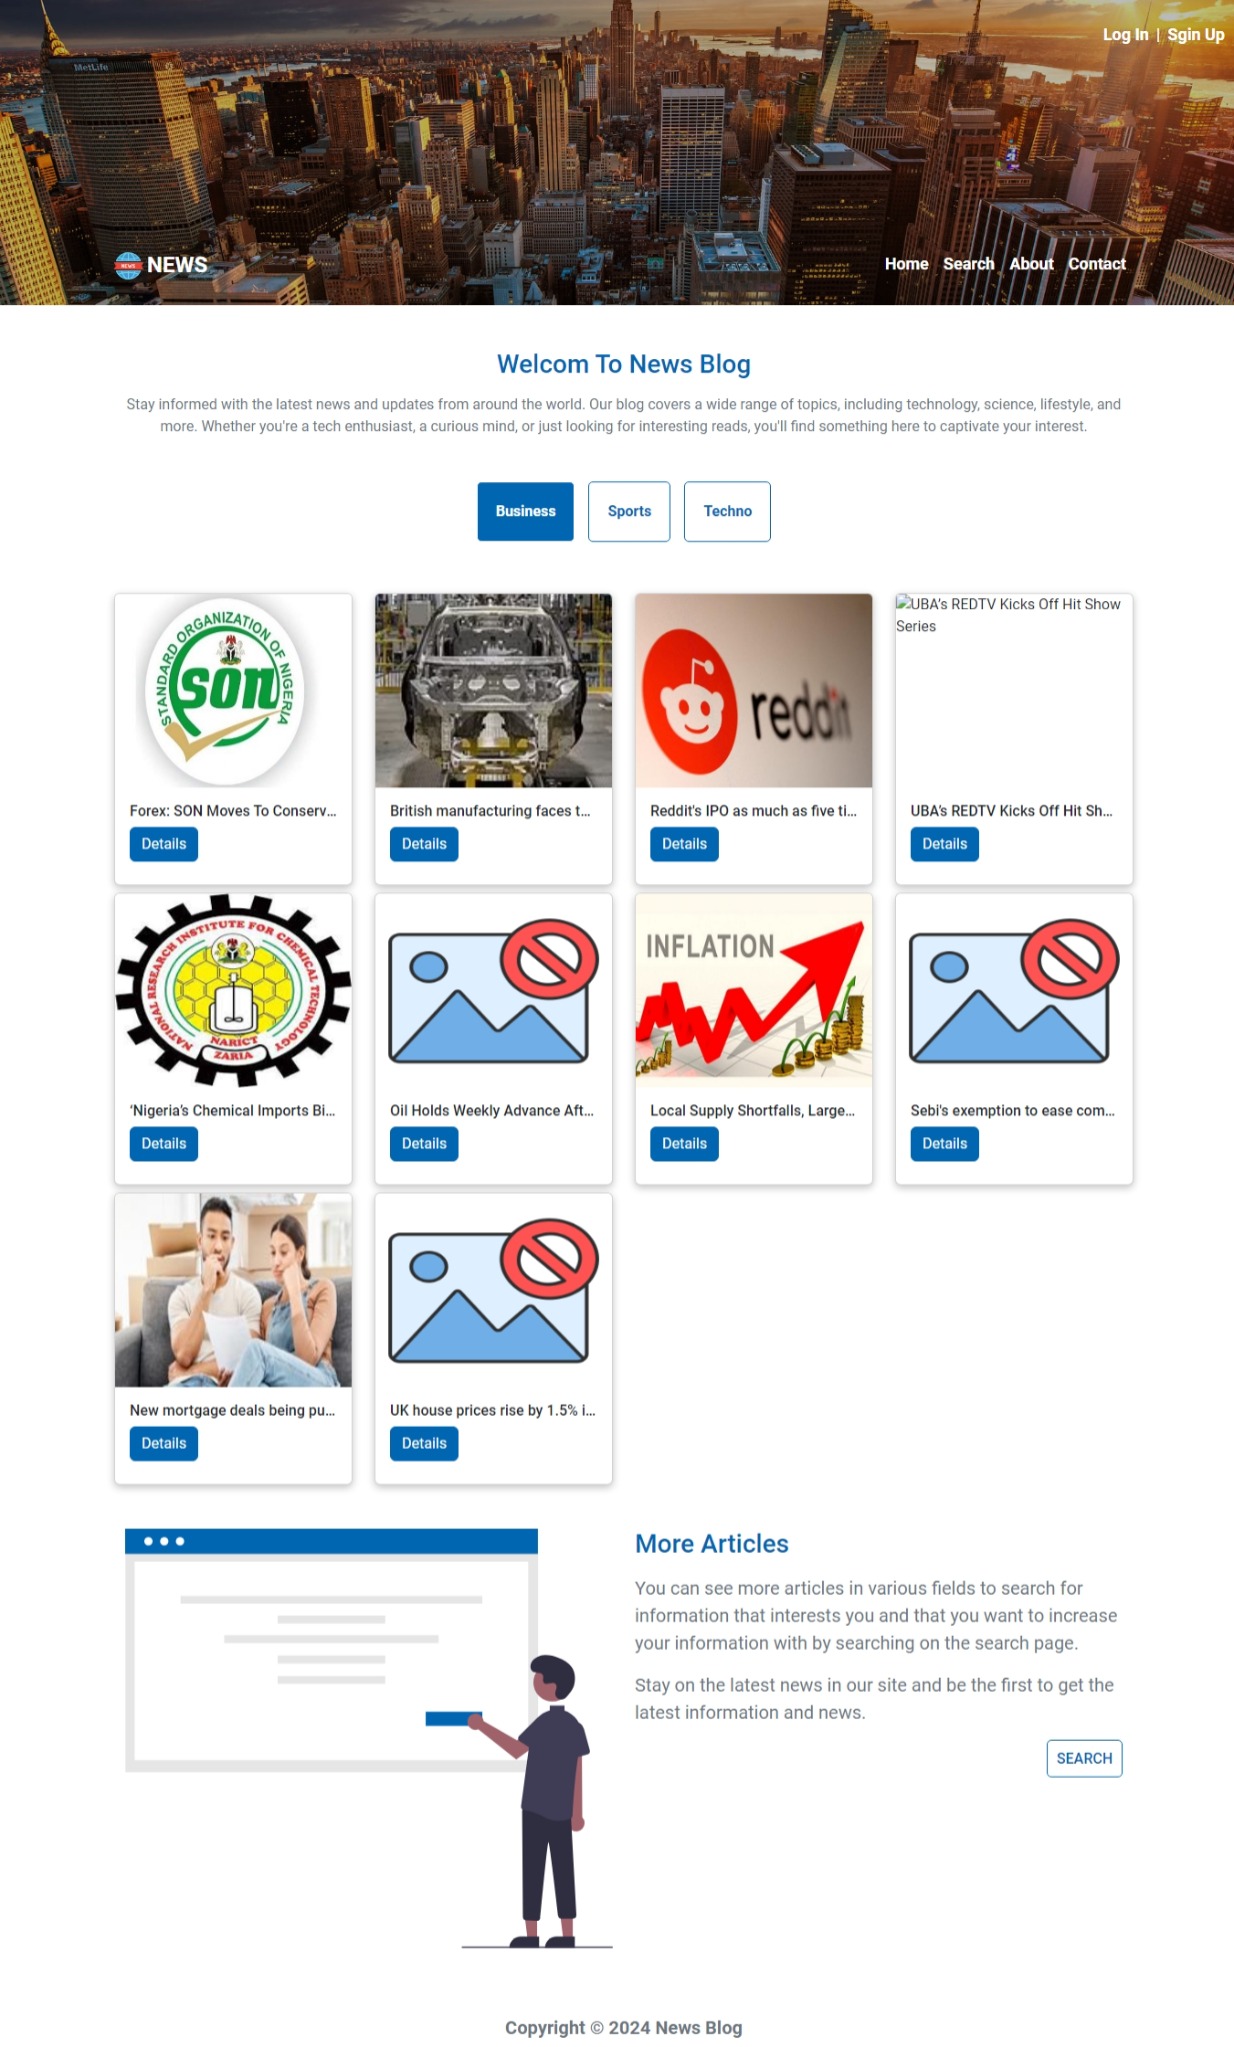 MetLife
Log In | Sgin Up
NEWS
NEWS
Home Search About Contact
Welcom To News Blog
Stay informed with the latest news and updates from around the world. Our blog covers a wide range of topics, including technology, science, lifestyle, and
more. Whether you're a tech enthusiast, a curious mind, or just looking for interesting reads, you'll find something here to captivate your interest.
Business Sports Techno
STANDARD ORGANIZATION OF NIGERIA
son
reddit
UBA's REDTV Kicks Off Hit Show
Series
Forex: SON Moves To Conserv...
British manufacturing faces t...
Reddit's IPO as much as five ti...
UBA's REDTV Kicks Off Hit Sh...
Details Details Details Details
NATIONAL RESEARCH INSTITUTE FOR CHEMICAL TECHNOLOGY
NARICT
ZARIA
INFLATION
‘Nigeria's Chemical Imports Bi...
Oil Holds Weekly Advance Aft...
Local Supply Shortfalls, Large...
Sebi's exemption to ease com...
Details Details Details Details
New mortgage deals being pu...
UK house prices rise by 1.5% i...
Details Details
More Articles
You can see more articles in various fields to search for
information that interests you and that you want to increase
your information with by searching on the search page.
Stay on the latest news in our site and be the first to get the
latest information and news.
SEARCH
Copyright © 2024 News Blog